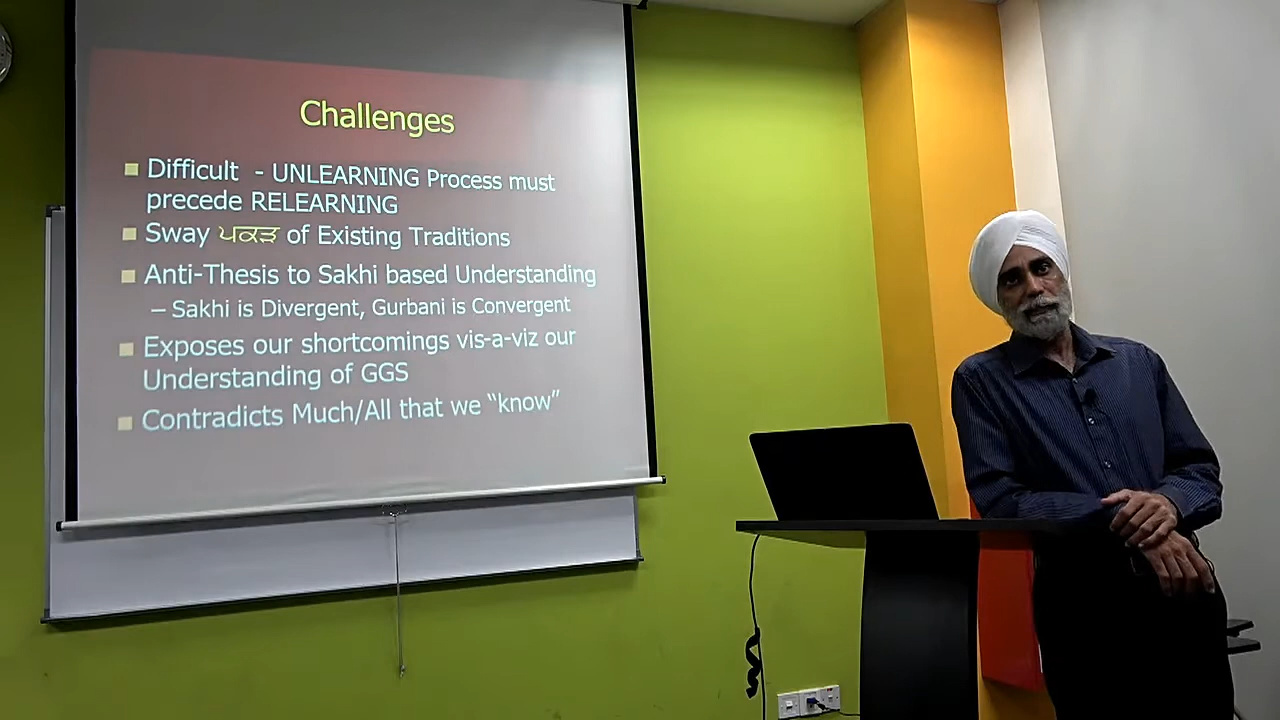 Challenges
Difficult - UNLEARNING Process must
precede RELEARNING
Sway ਪਕੜ of Existing Traditions
Anti-Thesis to Sakhi based Understanding
– Sakhi is Divergent, Gurbani is Convergent
Exposes our shortcomings vis-a-viz our
Understanding of GGS
Contradicts Much/All that we “know”